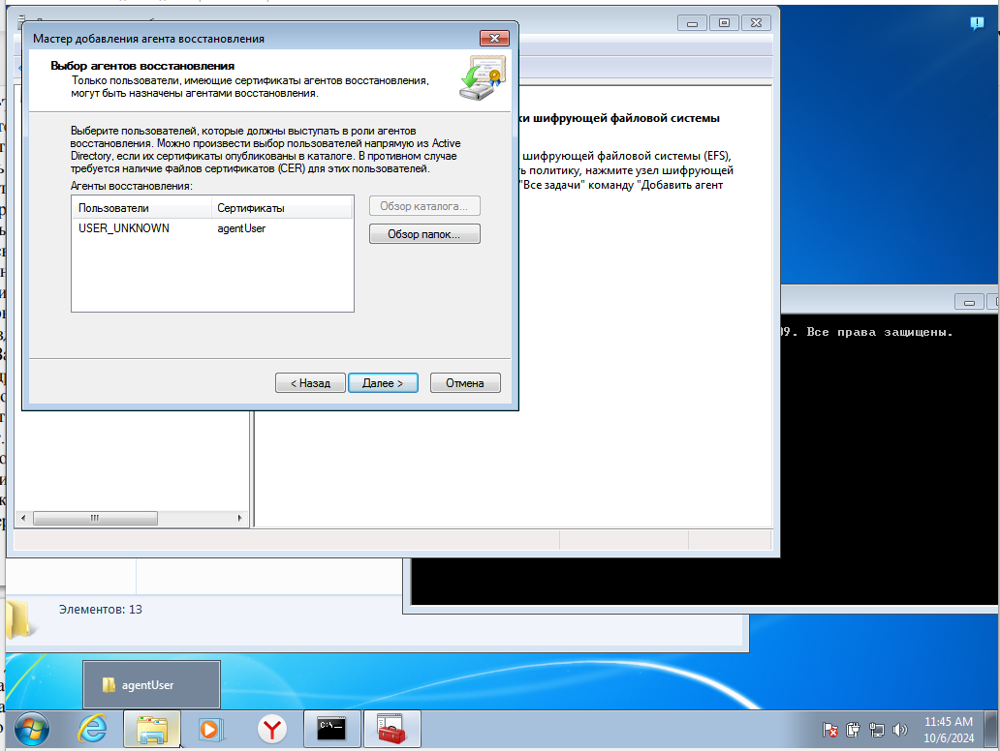 Мастер добавления агента восстановления
Выбор агентов восстановления
Только пользователи, имеющие сертификаты агентов восстановления,
могут быть назначены агентами восстановления.
Выберите пользователей, которые должны выступать в роли агентов
восстановления. Можно произвести выбор пользователей напрямую из Active
Directory, если их сертификаты опубликованы в каталоге. В противном случае
требуется наличие файлов сертификатов (CER) для этих пользователей.
Агенты восстановления:
Пользователи Сертификаты
USER_UNKNOWN agentUser
Обзор каталога...
Обзор папок...
< Назад Далее > Отмена
ки шифрующей файловой системы
шифрующей файловой системы (EFS),
ть политику, нажмите узел шифрующей
"Все задачи" команду "Добавить агент
09. Все права защищены.
Элементов: 13
agentUser
C:\
11:45 AM
10/6/2024